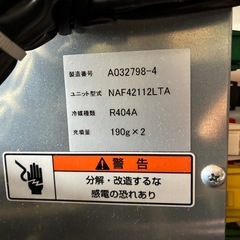 製造番号 A032798-4
ユニット型式 NAF42112LTA
冷媒種類 R404A
充填量 190g×2
警告
分解・改造するな
感電の恐れあり